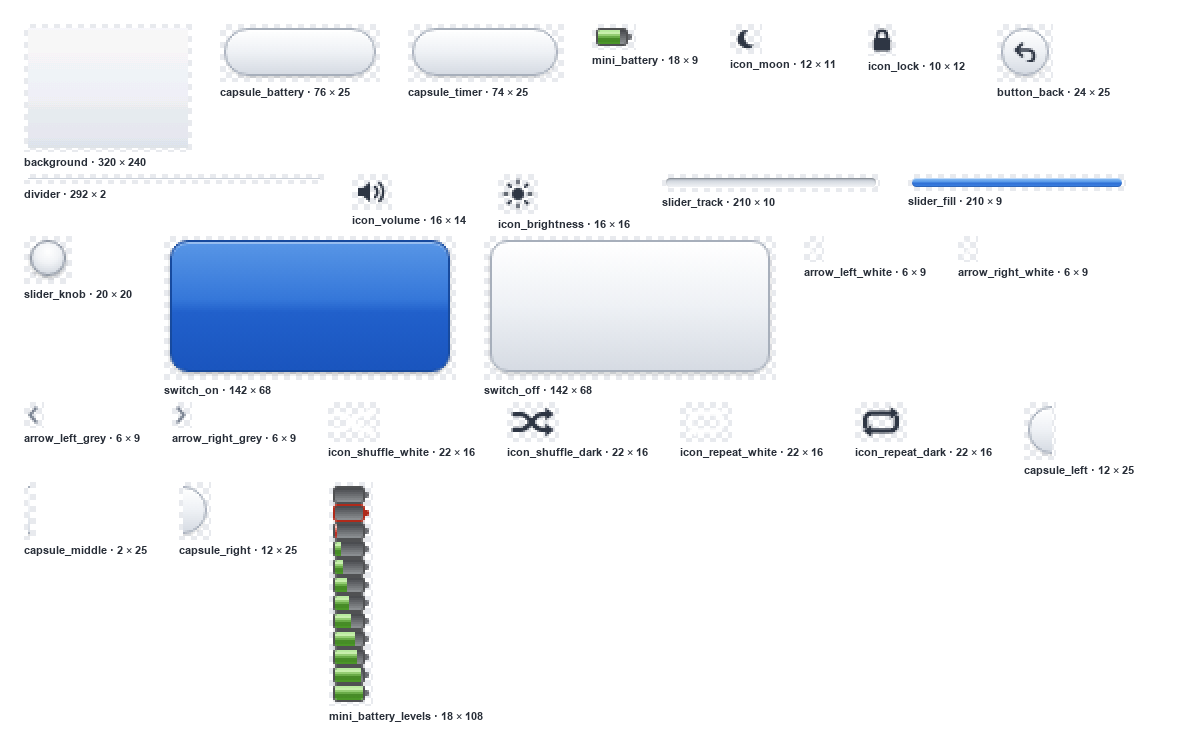 background · 320 × 240
capsule_battery · 76 × 25
capsule_timer · 74 × 25
mini_battery · 18 × 9
icon_moon · 12 × 11
icon_lock · 10 × 12
button_back · 24 × 25
divider · 292 × 2
icon_volume · 16 × 14
icon_brightness · 16 × 16
slider_track · 210 × 10
slider_fill · 210 × 9
slider_knob · 20 × 20
switch_on · 142 × 68
switch_off · 142 × 68
arrow_left_white · 6 × 9
arrow_right_white · 6 × 9
arrow_left_grey · 6 × 9
arrow_right_grey · 6 × 9
icon_shuffle_white · 22 × 16
icon_shuffle_dark · 22 × 16
icon_repeat_white · 22 × 16
icon_repeat_dark · 22 × 16
capsule_left · 12 × 25
capsule_middle · 2 × 25
capsule_right · 12 × 25
mini_battery_levels · 18 × 108